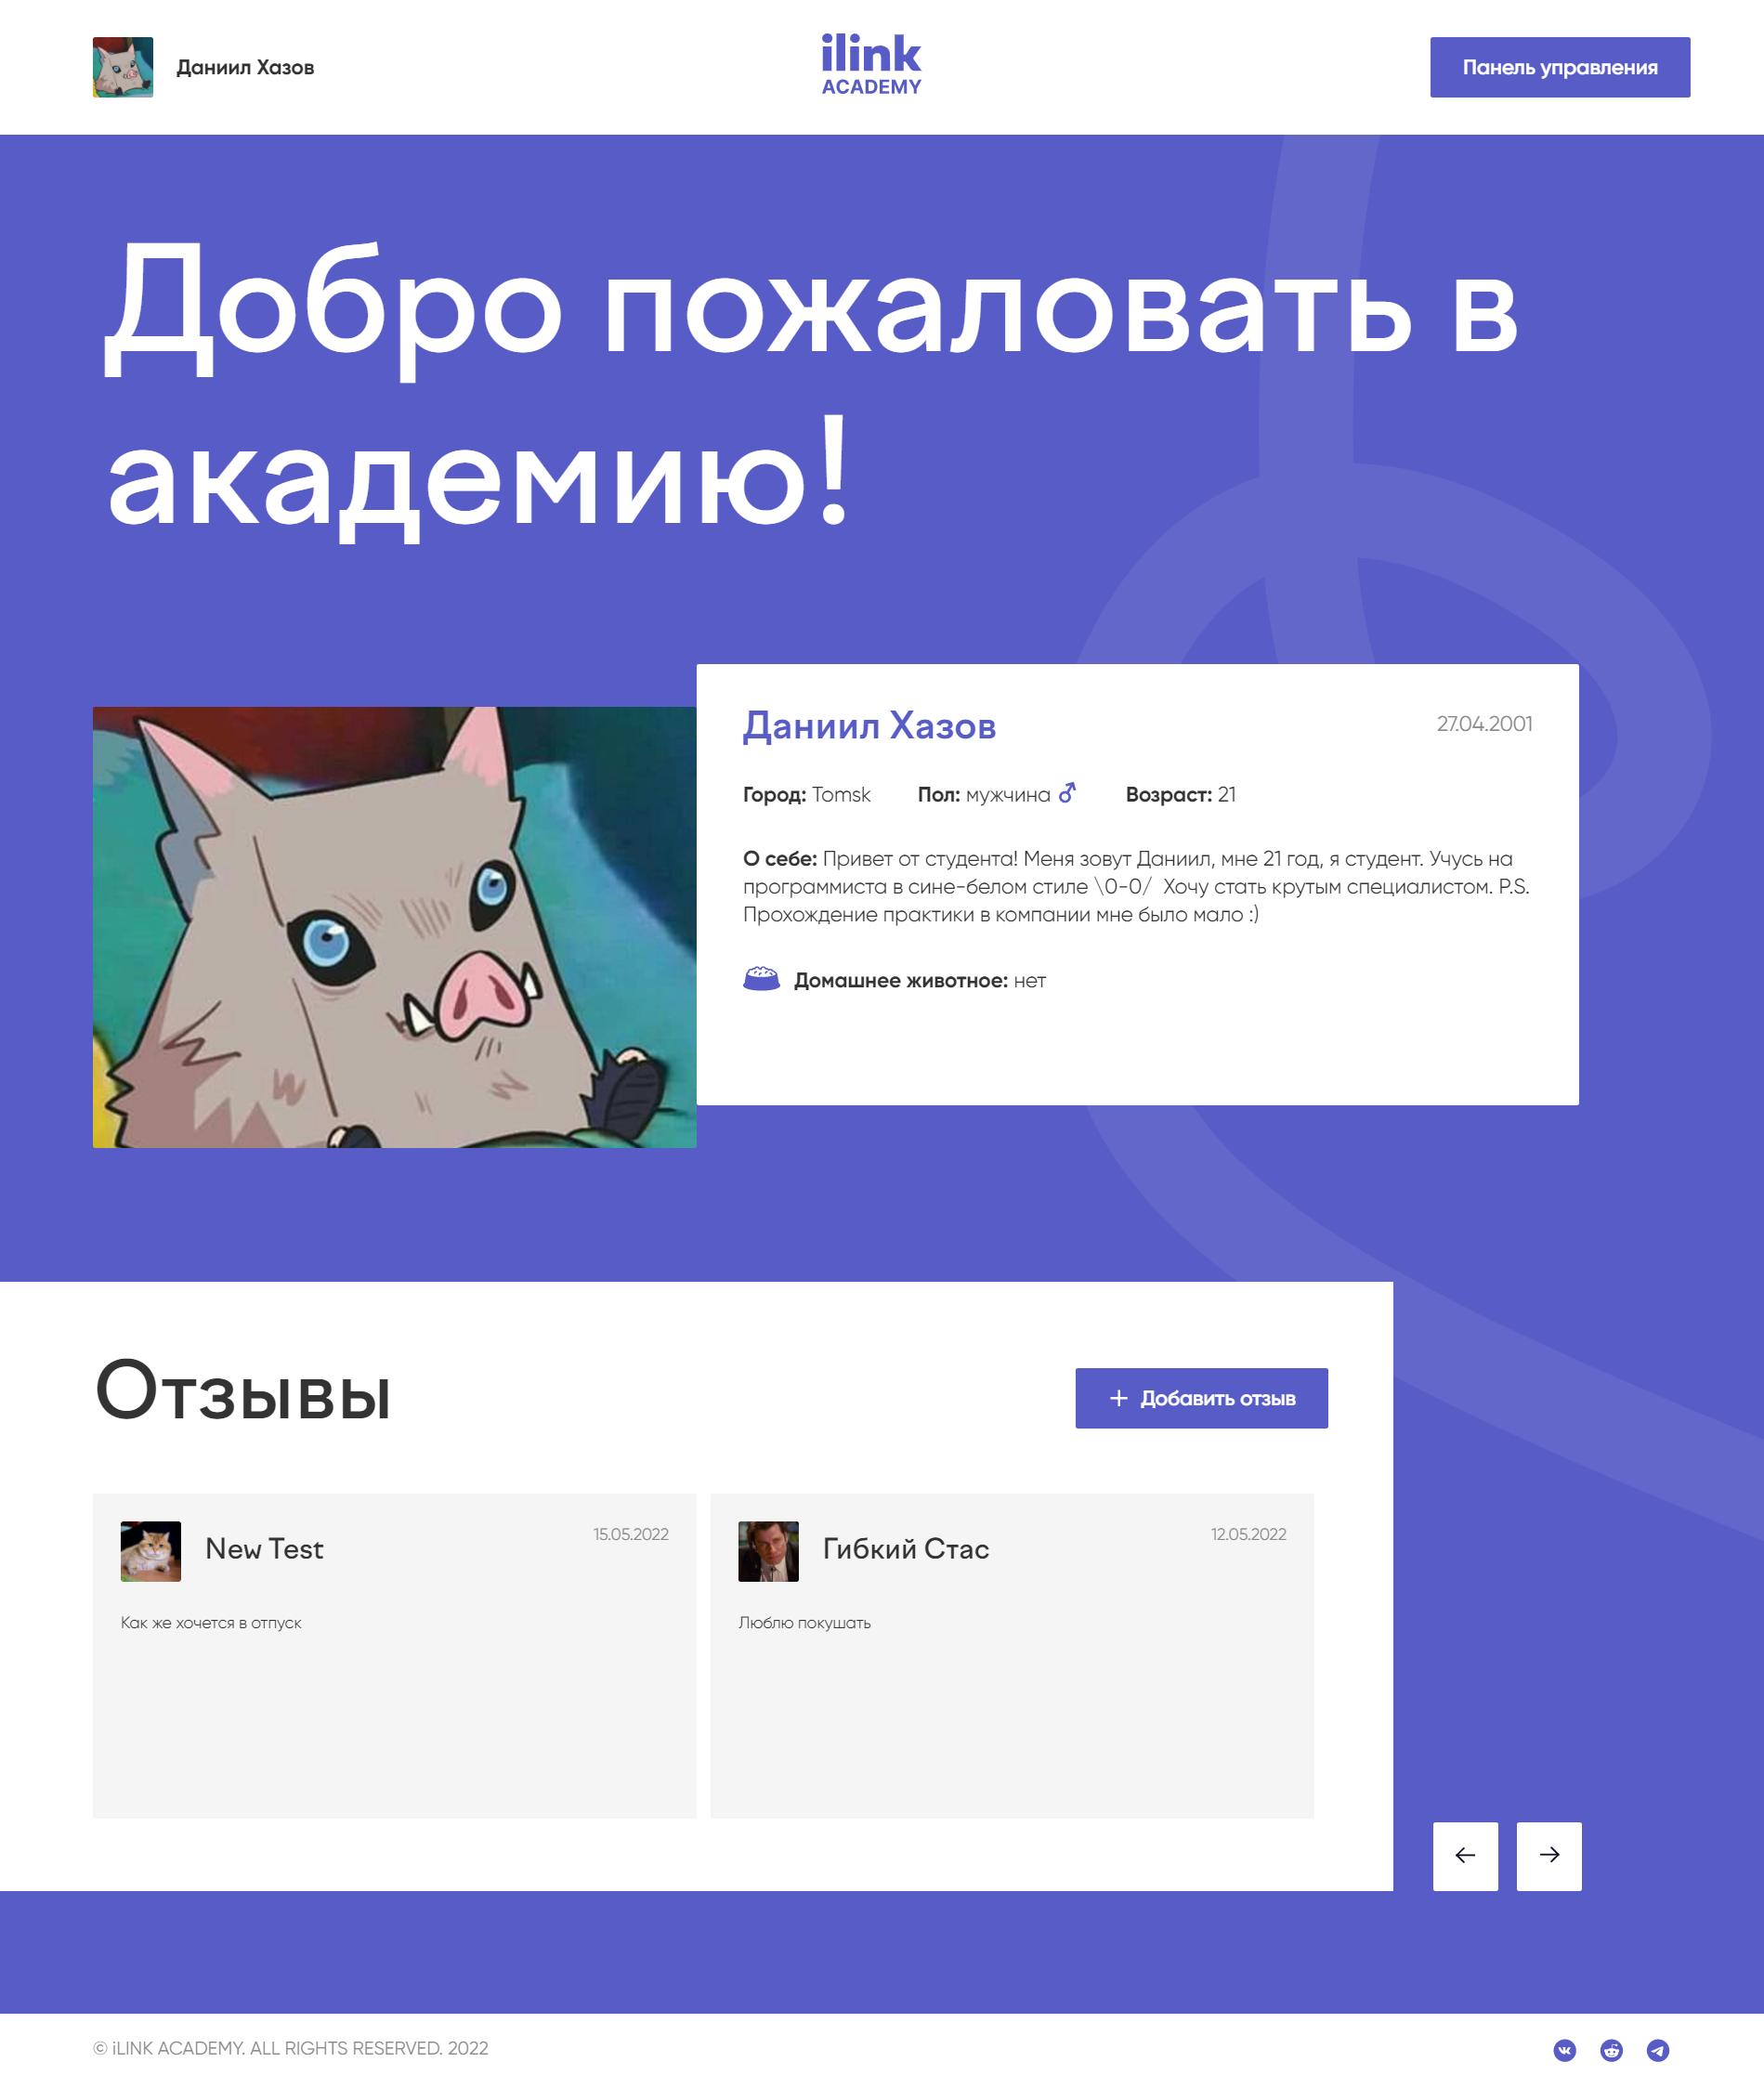 Даниил Хазов
ilink
ACADEMY
Панель управления
Добро пожаловать в
академию!
Даниил Хазов
27.04.2001
Город: Tomsk
Пол: мужчина
Возраст: 21
О себе: Привет от студента! Меня зовут Даниил, мне 21 год, я студент. Учусь на
программиста в сине-белом стиле \0-0/ Хочу стать крутым специалистом. P.S.
Прохождение практики в компании мне было мало :)
Домашнее животное: нет
Отзывы
Добавить отзыв
New Test
15.05.2022
Как же хочется в отпуск
Гибкий Стас
12.05.2022
Люблю покушать
© iLINK ACADEMY. ALL RIGHTS RESERVED. 2022